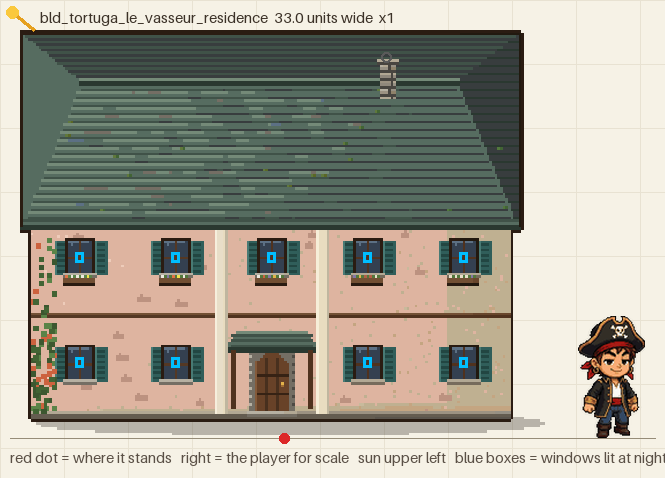 bld_tortuga_le_vasseur_residence  33.0 units wide  x1
red dot = where it stands   right = the player for scale   sun upper left   blue boxes = windows lit at night